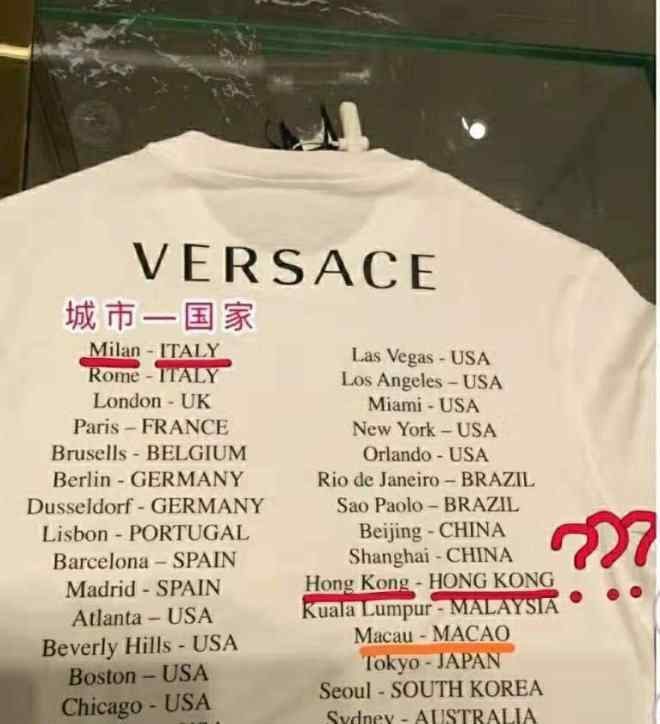 VERSACE
城市—国家
Milan - ITALY
Rome - ITALY
London - UK
Paris – FRANCE
Brusells - BELGIUM
Berlin - GERMANY
Dusseldorf - GERMANY
Lisbon - PORTUGAL
Barcelona – SPAIN
Madrid - SPAIN
Atlanta – USA
Beverly Hills - USA
Boston – USA
Chicago - USA
Las Vegas - USA
Los Angeles – USA
Miami - USA
New York – USA
Orlando - USA
Rio de Janeiro – BRAZIL
Sao Paolo – BRAZIL
Beijing - CHINA
Shanghai - CHINA
Hong Kong - HONG KONG
???
Kuala Lumpur - MALAYSIA
Macau - MACAO
Tokyo - JAPAN
Seoul - SOUTH KOREA
Sydney - AUSTRALIA